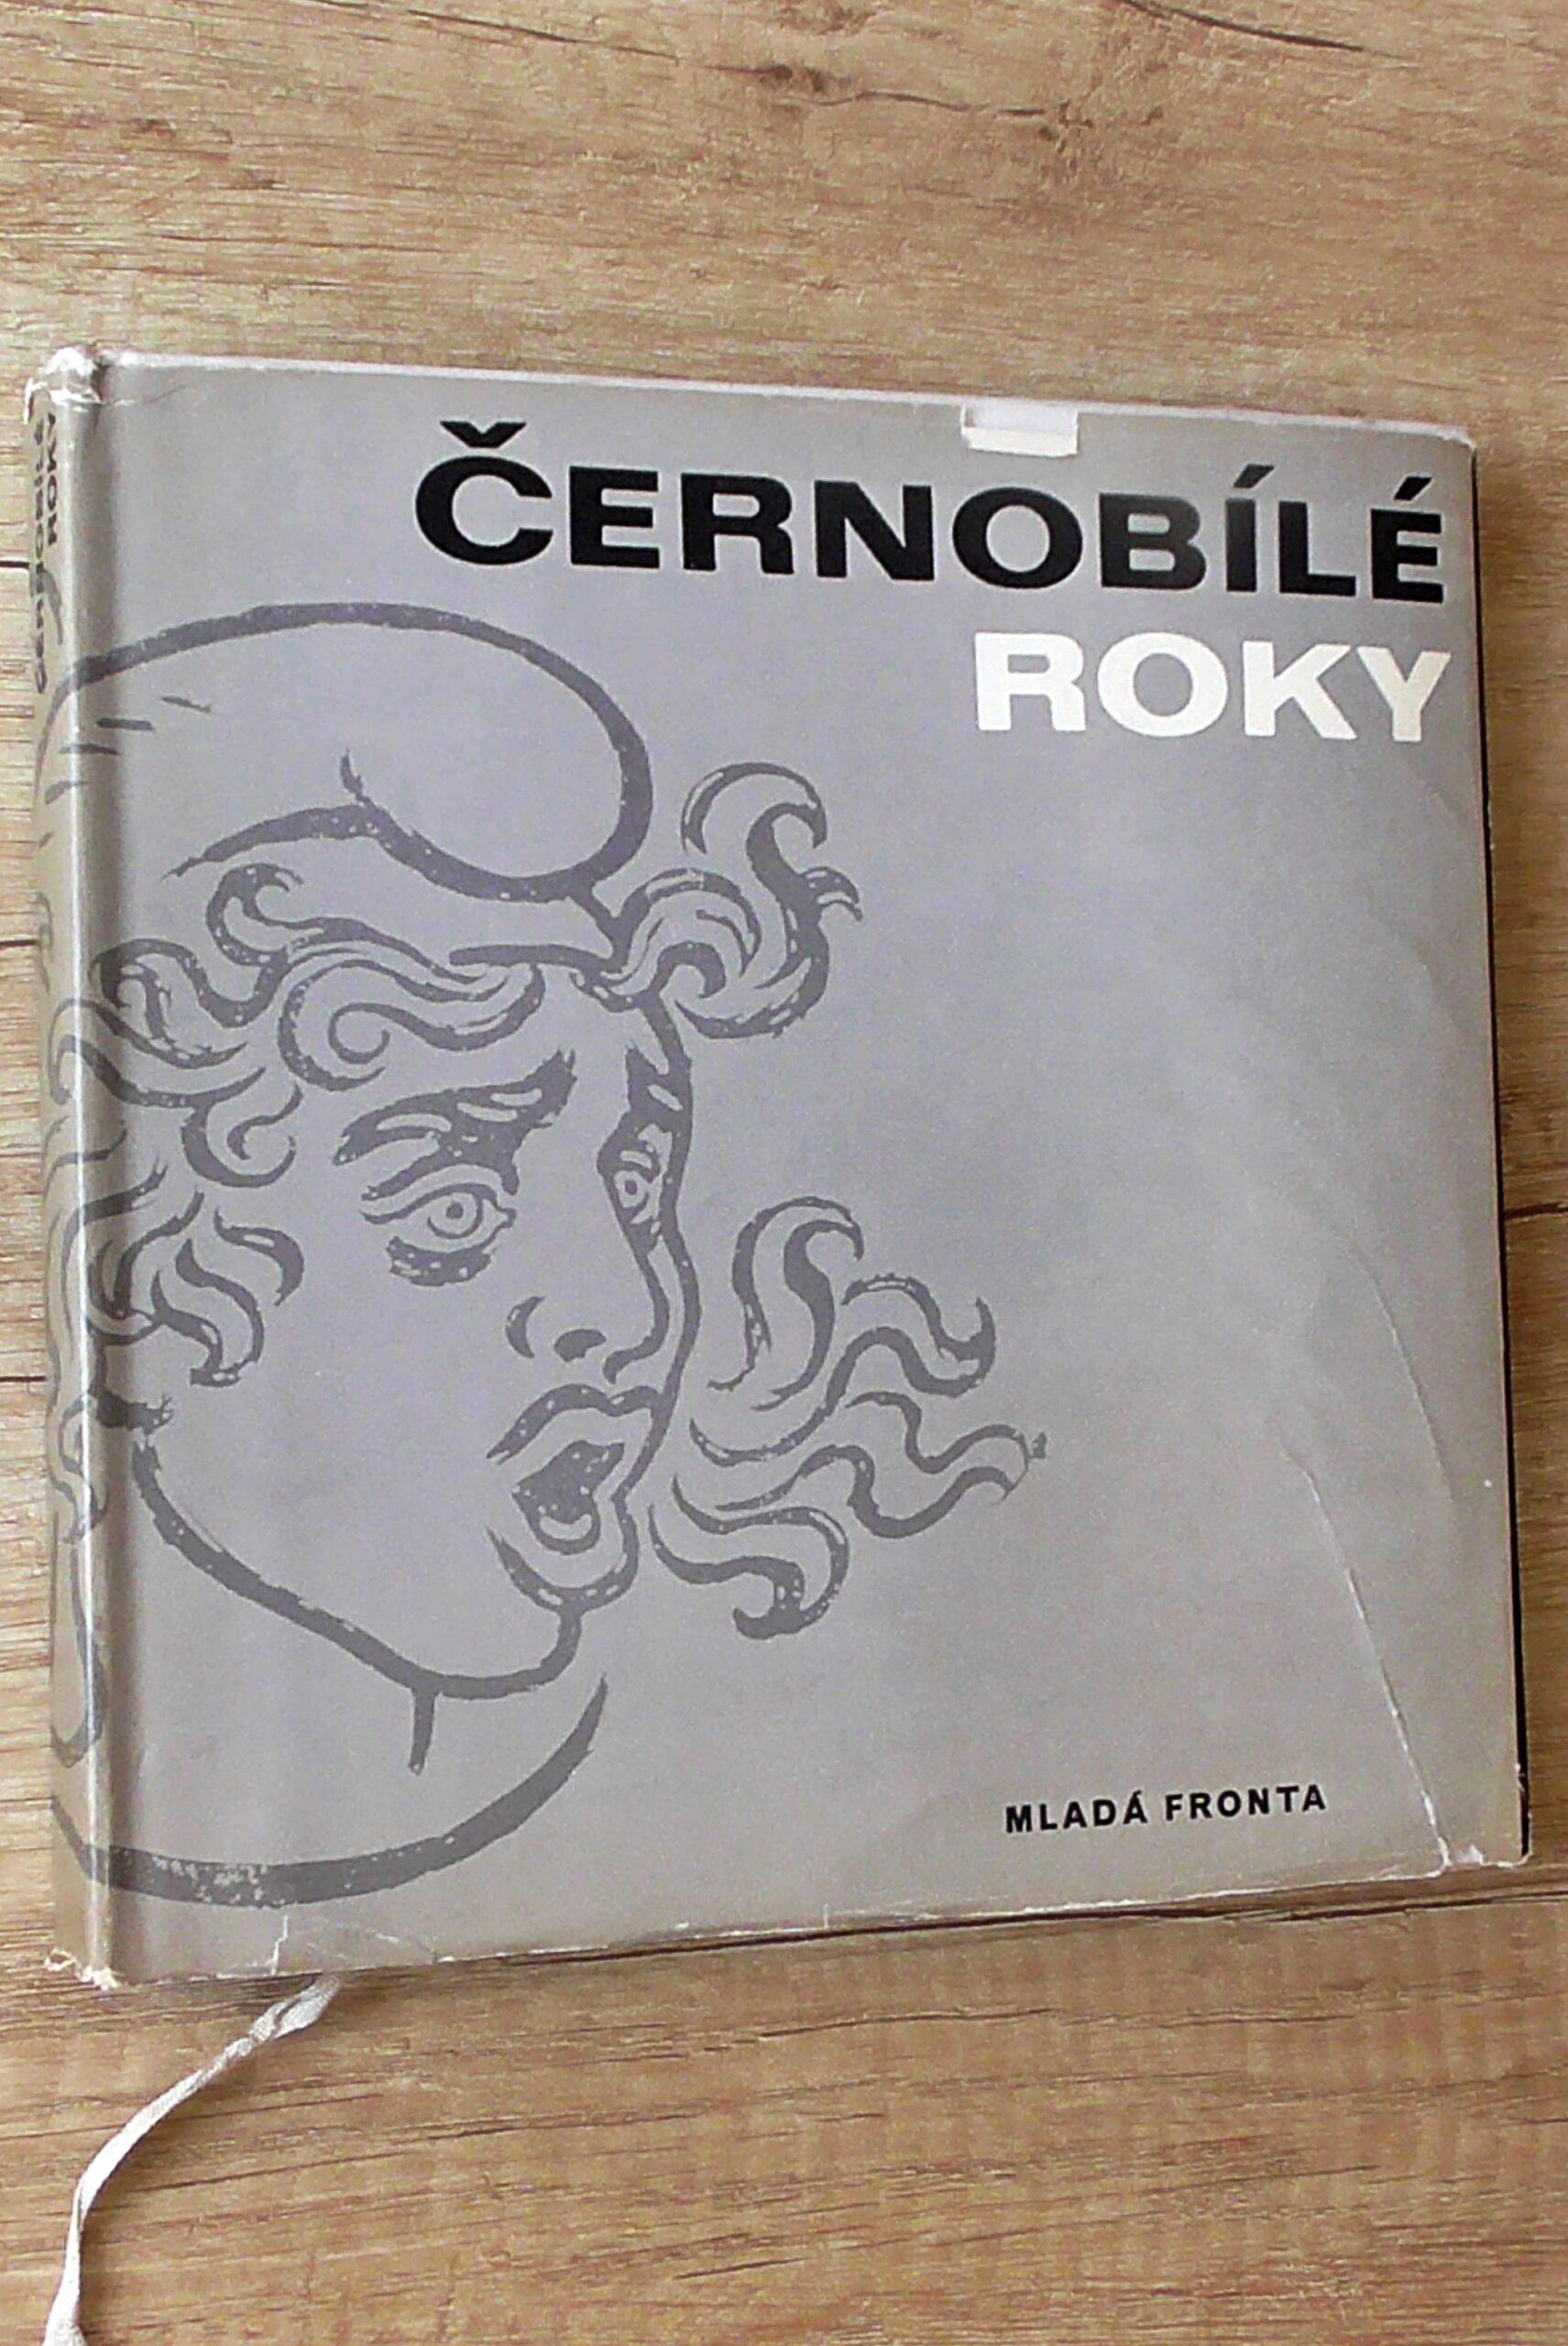 ČERNOBÍLÉ
ROKY
MLADÁ FRONTA
ČERNOBÍLÉ
ROKY